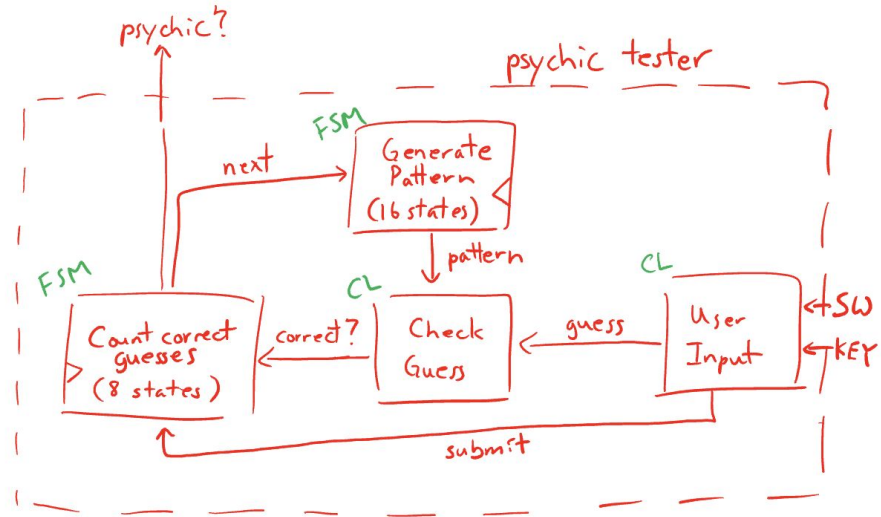 psychic?
psychic tester
FSM
Generate
Pattern
(16 states)
next
pattern
FSM
Count correct
guesses
(8 states)
correct?
CL
Check
Guess
guess
CL
User
Input
SW
KEY
submit